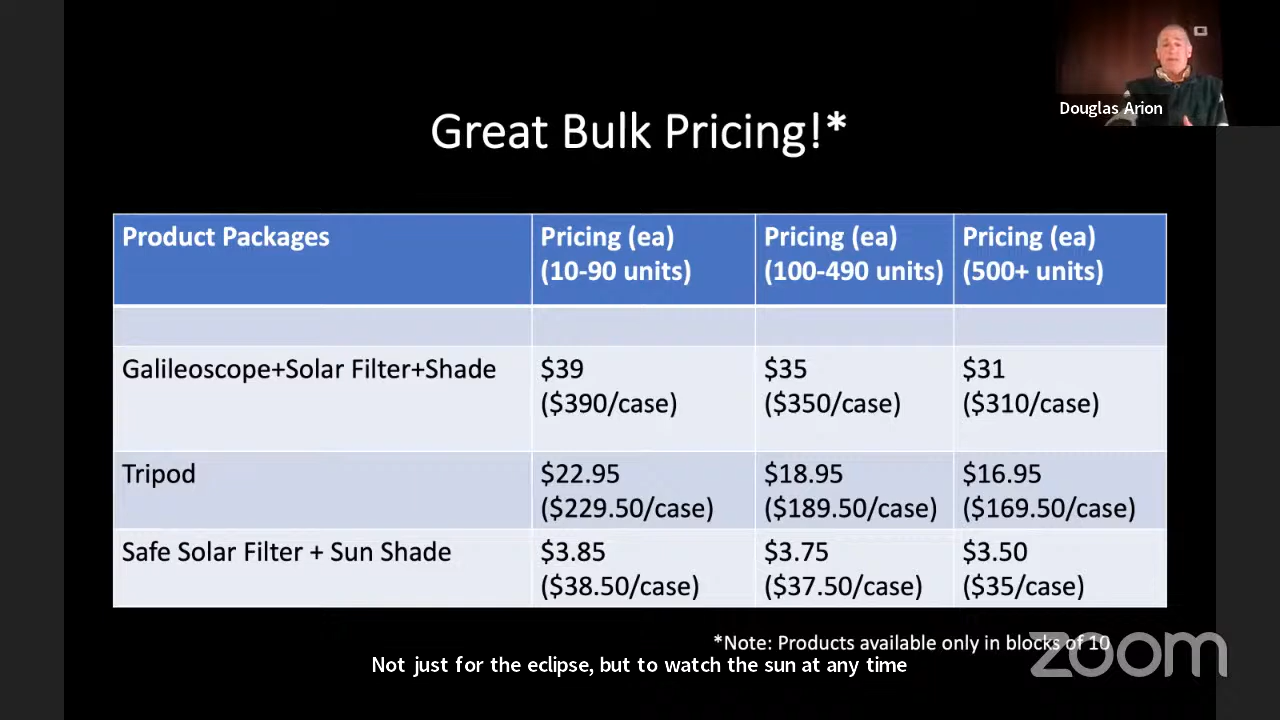 Douglas Arion
Great Bulk Pricing!*
Product Packages
Pricing (ea)
(10-90 units)
Pricing (ea)
(100-490 units)
Pricing (ea)
(500+ units)
Galileoscope+Solar Filter+Shade
$39
($390/case)
$35
($350/case)
$31
($310/case)
Tripod
$22.95
($229.50/case)
$18.95
($189.50/case)
$16.95
($169.50/case)
Safe Solar Filter + Sun Shade
$3.85
($38.50/case)
$3.75
($37.50/case)
$3.50
($35/case)
*Note: Products available only in blocks of 10
Not just for the eclipse, but to watch the sun at any time
zoom